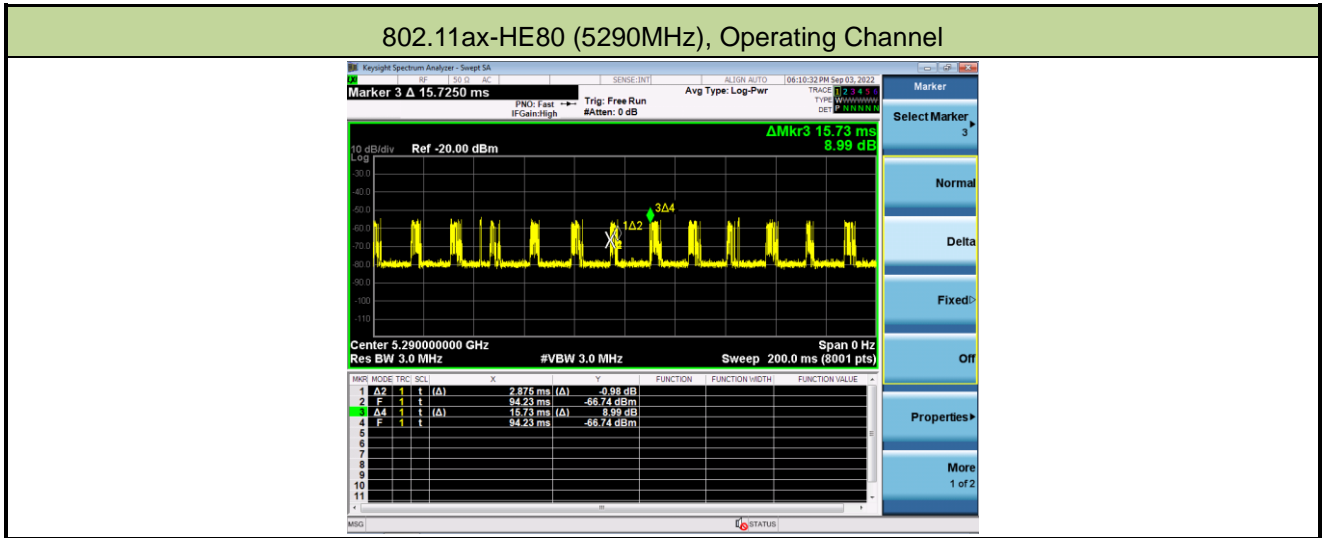 802.11ax-HE80 (5290MHz), Operating Channel
Keysight Spectrum Analyzer - Swept SA
RF 50 Ω AC SENSE:INT ALIGN AUTO 06:10:32 PM Sep 03, 2022
Marker 3 Δ 15.7250 ms
PNO: Fast
IFGain:High
Trig: Free Run
#Atten: 0 dB
Avg Type: Log-Pwr
TRACE 1 2 3 4 5 6
TYPE WWWWWWW
DET P NNNNN
ΔMkr3 15.73 ms
8.99 dB
10 dB/div Ref -20.00 dBm
Log
-30.0
-40.0
-50.0
-60.0
-70.0
-80.0
-90.0
-100
-110
3Δ4
1Δ2
Center 5.290000000 GHz Span 0 Hz
Res BW 3.0 MHz #VBW 3.0 MHz Sweep 200.0 ms (8001 pts)
MKR MODE TRC SCL X Y FUNCTION FUNCTION WIDTH FUNCTION VALUE
1 Δ2 1 t (Δ) 2.875 ms (Δ) -0.98 dB
2 F 1 t 94.23 ms -66.74 dBm
3 Δ4 1 t (Δ) 15.73 ms (Δ) 8.99 dB
4 F 1 t 94.23 ms -66.74 dBm
5
6
7
8
9
10
11
MSG STATUS
Marker
Select Marker
3
Normal
Delta
Fixed
Off
Properties
More
1 of 2